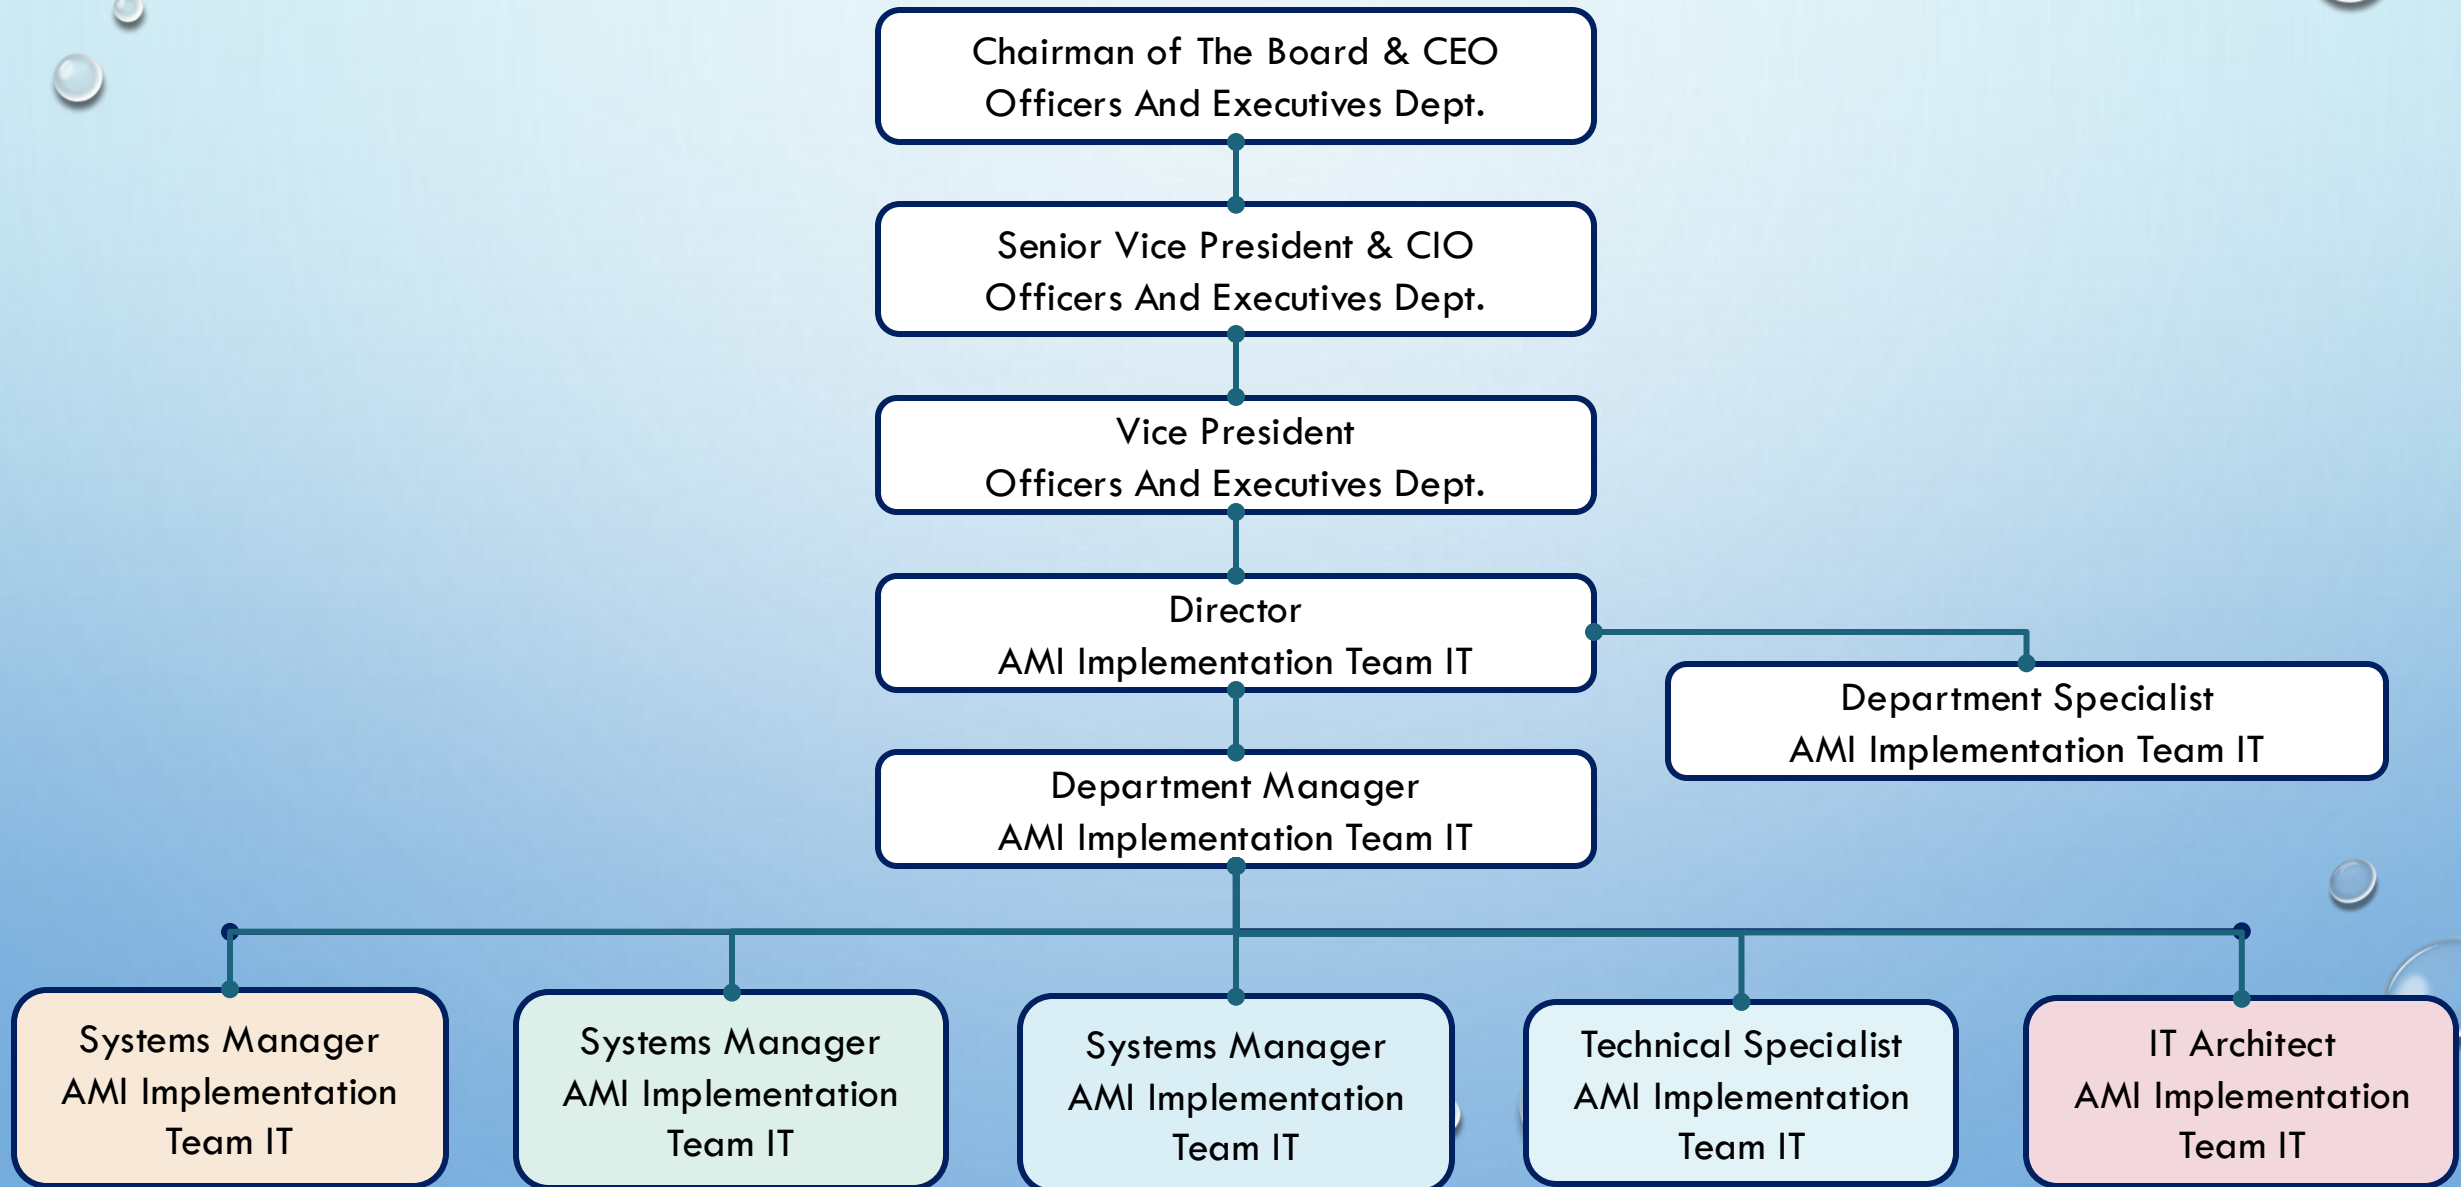 Chairman of The Board & CEO
Officers And Executives Dept.
Senior Vice President & CIO
Officers And Executives Dept.
Vice President
Officers And Executives Dept.
Director
AMI Implementation Team IT
Department Specialist
AMI Implementation Team IT
Department Manager
AMI Implementation Team IT
Systems Manager
AMI Implementation
Team IT
Systems Manager
AMI Implementation
Team IT
Systems Manager
AMI Implementation
Team IT
Technical Specialist
AMI Implementation
Team IT
IT Architect
AMI Implementation
Team IT